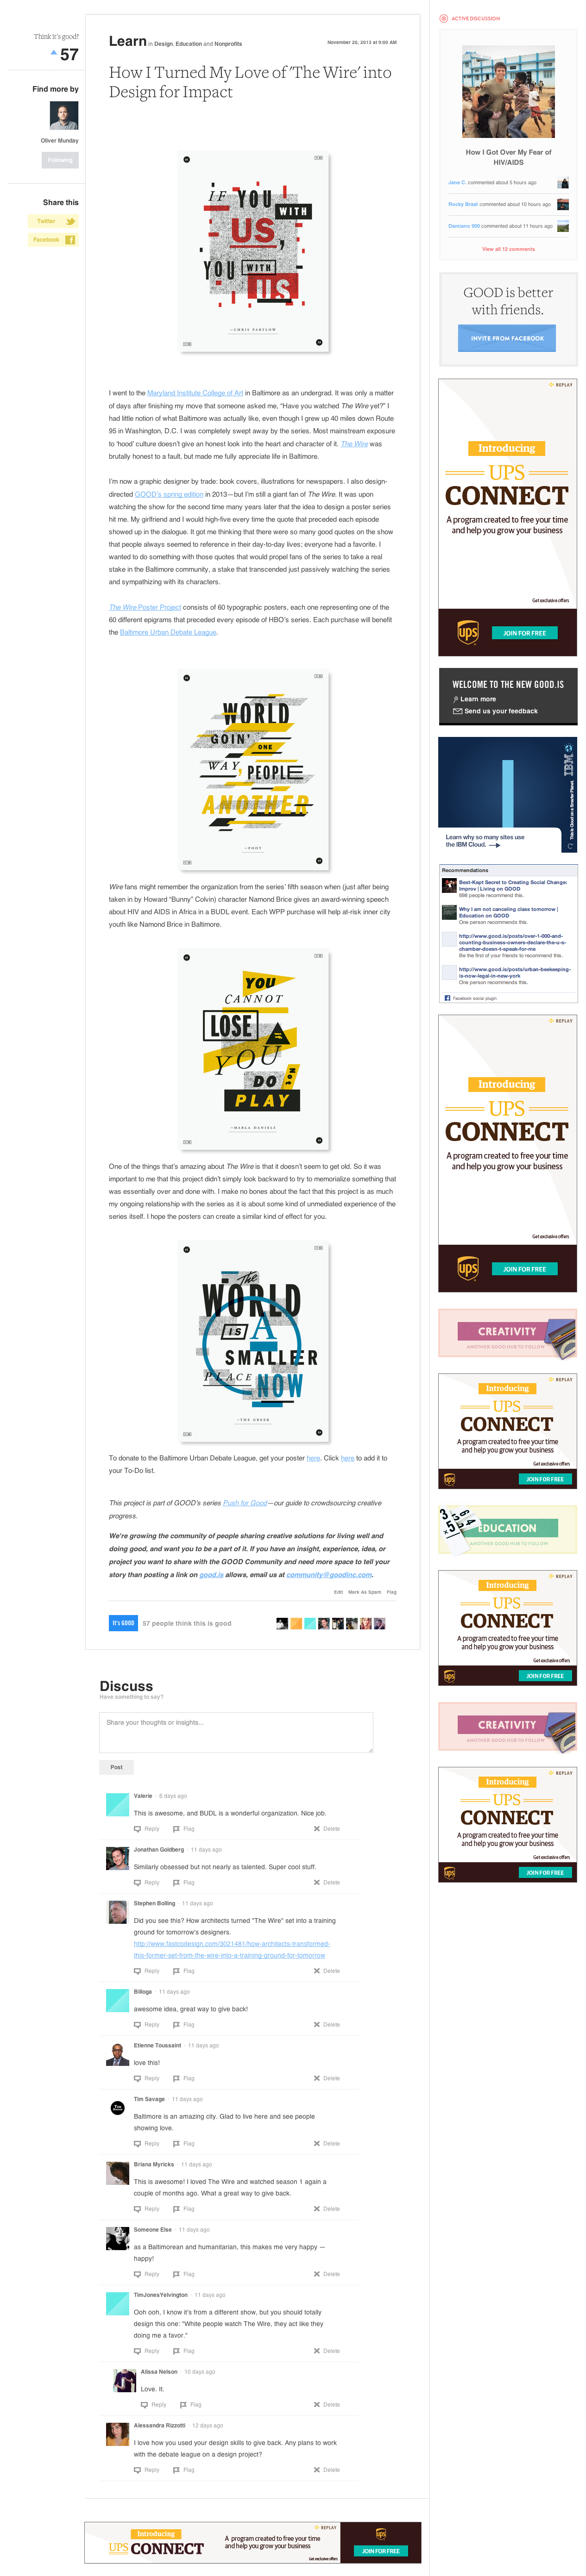 Think it's good?
57
Find more by
Oliver Munday
Following
Share this
Twitter
Facebook
Learn in Design, Education and Nonprofits
November 20, 2013 at 9:00 AM
How I Turned My Love of 'The Wire' into
Design for Impact
IF
YOU WITH
US,
YOU WITH
US
—CHRIS PARTLOW
I went to the Maryland Institute College of Art in Baltimore as an undergrad. It was only a matter
of days after finishing my move that someone asked me, "Have you watched The Wire yet?" I
had little notion of what Baltimore was actually like, even though I grew up 40 miles down Route
95 in Washington, D.C. I was completely swept away by the series. Most mainstream exposure
to 'hood' culture doesn't give an honest look into the heart and character of it. The Wire was
brutally honest to a fault, but made me fully appreciate life in Baltimore.
I'm now a graphic designer by trade: book covers, illustrations for newspapers. I also design-
directed GOOD's spring edition in 2013—but I'm still a giant fan of The Wire. It was upon
watching the show for the second time many years later that the idea to design a poster series
hit me. My girlfriend and I would high-five every time the quote that preceded each episode
showed up in the dialogue. It got me thinking that there were so many good quotes on the show
that people always seemed to reference in their day-to-day lives; everyone had a favorite. I
wanted to do something with those quotes that would propel fans of the series to take a real
stake in the Baltimore community, a stake that transcended just passively watching the series
and sympathizing with its characters.
The Wire Poster Project consists of 60 typographic posters, each one representing one of the
60 different epigrams that preceded every episode of HBO's series. Each purchase will benefit
the Baltimore Urban Debate League.
WORLD
GOIN' ONE
WAY, PEOPLE
ANOTHER
—POOT
Wire fans might remember the organization from the series' fifth season (when Dukie was
taken in by Howard "Bunny" Colvin) character Namond Brice gives an amazing speech
about HIV and AIDS in Africa in a BUDL event. Each WPP purchase will help at-risk inner city
youth like Namond Brice in Baltimore.
YOU
CANNOT
LOSE IF
YOU
DO NOT
PLAY
—MARLA DANIELS
One of the things that's amazing about The Wire is that it doesn't seem to get old. So it was
important to me that this project didn't simply look backward to try to memorialize something that
was essentially over and done with. I make no bones about the fact that this project is as much
my ongoing relationship with the series as it is about some kind of unmediated experience of the
series itself. I hope the posters can create a similar kind of effect for you.
The
WORLD
IS A
SMALLER
PLACE NOW
—THE GREEK
To donate to the Baltimore Urban Debate League, get your poster here. Click here to add it to
your To-Do list.
This project is part of GOOD's series Push for Good—our guide to crowdsourcing creative
progress.
We're growing the community of people sharing creative solutions for living well and
doing good, and want you to be a part of it. If you have an insight, experience, idea, or
project you want to share with the GOOD Community and need more space to tell your
story than posting a link on good.is allows, email us at community@goodinc.com.
Edit Mark As Spam Flag
It's GOOD 57 people think this is good
Discuss
Have something to say?
Share your thoughts or insights...
Post
Valerie · 6 days ago
This is awesome, and BUDL is a wonderful organization. Nice job.
Reply Flag Delete
Jonathan Goldberg · 11 days ago
Similarly obsessed but not nearly as talented. Super cool stuff.
Reply Flag Delete
Stephen Bolling · 11 days ago
Did you see this? How architects turned "The Wire" set into a training
ground for tomorrow's designers.
http://www.fastcodesign.com/3021481/how-architects-transformed-
this-former-set-from-the-wire-into-a-training-ground-for-tomorrow
Reply Flag Delete
Billoga · 11 days ago
awesome idea, great way to give back!
Reply Flag Delete
Etienne Toussaint · 11 days ago
love this!
Reply Flag Delete
Tim Savage · 11 days ago
Baltimore is an amazing city. Glad to live here and see people
showing love.
Reply Flag Delete
Briana Myricks · 11 days ago
This is awesome! I loved The Wire and watched season 1 again a
couple of months ago. What a great way to give back.
Reply Flag Delete
Someone Else · 11 days ago
as a Baltimorean and humanitarian, this makes me very happy —
happy!
Reply Flag Delete
TimJonesYelvington · 11 days ago
Ooh ooh, I know it's from a different show, but you should totally
design this one: "White people watch The Wire, they act like they
doing me a favor."
Reply Flag Delete
Alissa Nelson · 10 days ago
Love. It.
Reply Flag Delete
Alessandra Rizzotti · 12 days ago
I love how you used your design skills to give back. Any plans to work
with the debate league on a design project?
Reply Flag Delete
Introducing
UPS CONNECT
A program created to free your time
and help you grow your business
REPLAY
Get exclusive offers
ups
JOIN FOR FREE
ACTIVE DISCUSSION
How I Got Over My Fear of
HIV/AIDS
Jane C. commented about 5 hours ago
Rocky Braat commented about 10 hours ago
Damiano 900 commented about 11 hours ago
View all 12 comments
GOOD is better
with friends.
INVITE FROM FACEBOOK
REPLAY
Introducing
UPS
CONNECT
A program created to free your time
and help you grow your business
Get exclusive offers
ups
JOIN FOR FREE
WELCOME TO THE NEW GOOD.IS
Learn more
Send us your feedback
IBM
This is Cloud on a Smarter Planet.
Learn why so many sites use
the IBM Cloud.
Recommendations
Best-Kept Secret to Creating Social Change:
Improv | Living on GOOD
698 people recommend this.
Why I am not canceling class tomorrow |
Education on GOOD
One person recommends this.
http://www.good.is/posts/over-1-000-and-
counting-business-owners-declare-the-u-s-
chamber-doesn-t-speak-for-me
Be the first of your friends to recommend this.
http://www.good.is/posts/urban-beekeeping-
is-now-legal-in-new-york
One person recommends this.
Facebook social plugin
REPLAY
Introducing
UPS
CONNECT
A program created to free your time
and help you grow your business
Get exclusive offers
ups
JOIN FOR FREE
CREATIVITY
ANOTHER GOOD HUB TO FOLLOW
REPLAY
Introducing
UPS
CONNECT
A program created to free your time
and help you grow your business
Get exclusive offers
ups
JOIN FOR FREE
EDUCATION
ANOTHER GOOD HUB TO FOLLOW
REPLAY
Introducing
UPS
CONNECT
A program created to free your time
and help you grow your business
Get exclusive offers
ups
JOIN FOR FREE
CREATIVITY
ANOTHER GOOD HUB TO FOLLOW
REPLAY
Introducing
UPS
CONNECT
A program created to free your time
and help you grow your business
Get exclusive offers
ups
JOIN FOR FREE